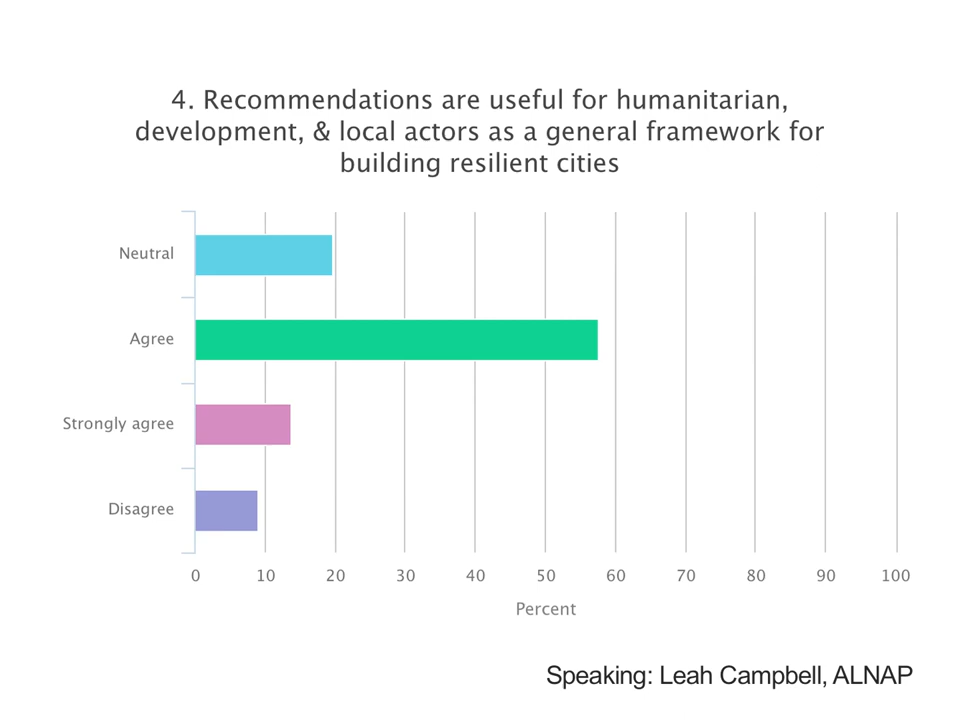 4. Recommendations are useful for humanitarian,
development, & local actors as a general framework for
building resilient cities
Neutral
Agree
Strongly agree
Disagree
0 10 20 30 40 50 60 70 80 90 100
Percent
Speaking: Leah Campbell, ALNAP